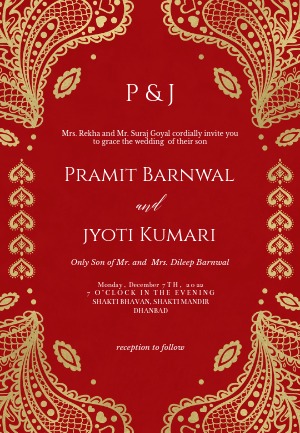 P & J
Mrs. Rekha and Mr. Suraj Goyal cordially invite you
to grace the wedding of their son
PRAMIT BARNWAL
and
JYOTI KUMARI
Only Son of Mr. and Mrs. Dileep Barnwal
Monday, December 7TH, 2022
7 O'CLOCK IN THE EVENING
SHAKTI BHAVAN, SHAKTI MANDIR
DHANBAD
reception to follow